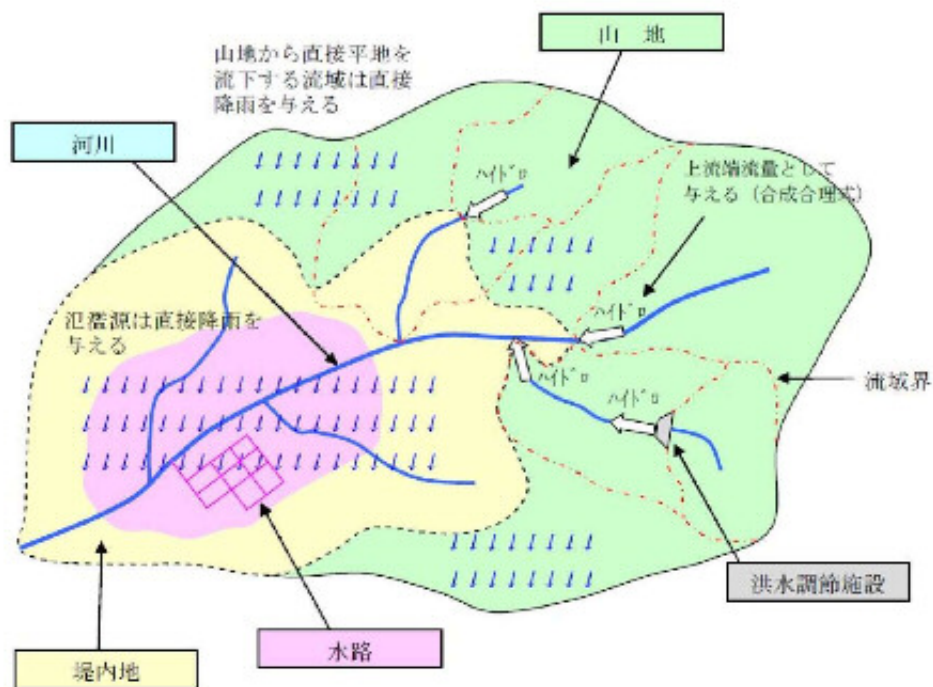 山 地
山地から直接平地を
流下する流域は直接
降雨を与える
河川
ﾊｲﾄﾞﾛ
上流端流量として
与える（合成合理式）
ﾊｲﾄﾞﾛ
氾濫源は直接降雨を
与える
ﾊｲﾄﾞﾛ
ﾊｲﾄﾞﾛ
流域界
洪水調節施設
水路
堤内地